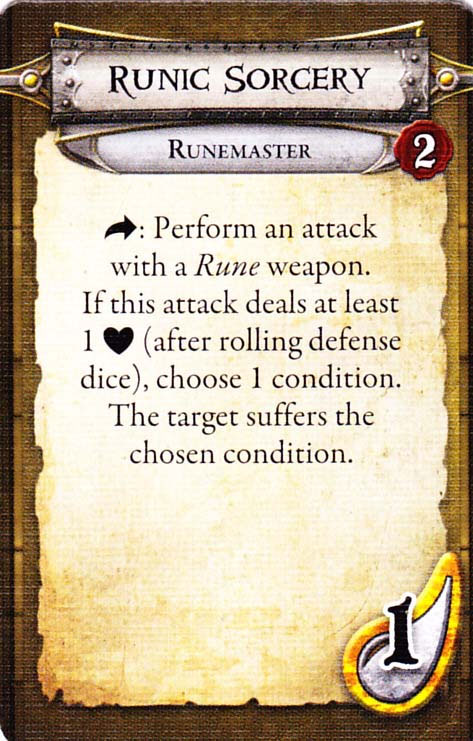 RUNIC SORCERY
RUNEMASTER
2
: Perform an attack
with a Rune weapon.
If this attack deals at least
1 (after rolling defense
dice), choose 1 condition.
The target suffers the
chosen condition.
1